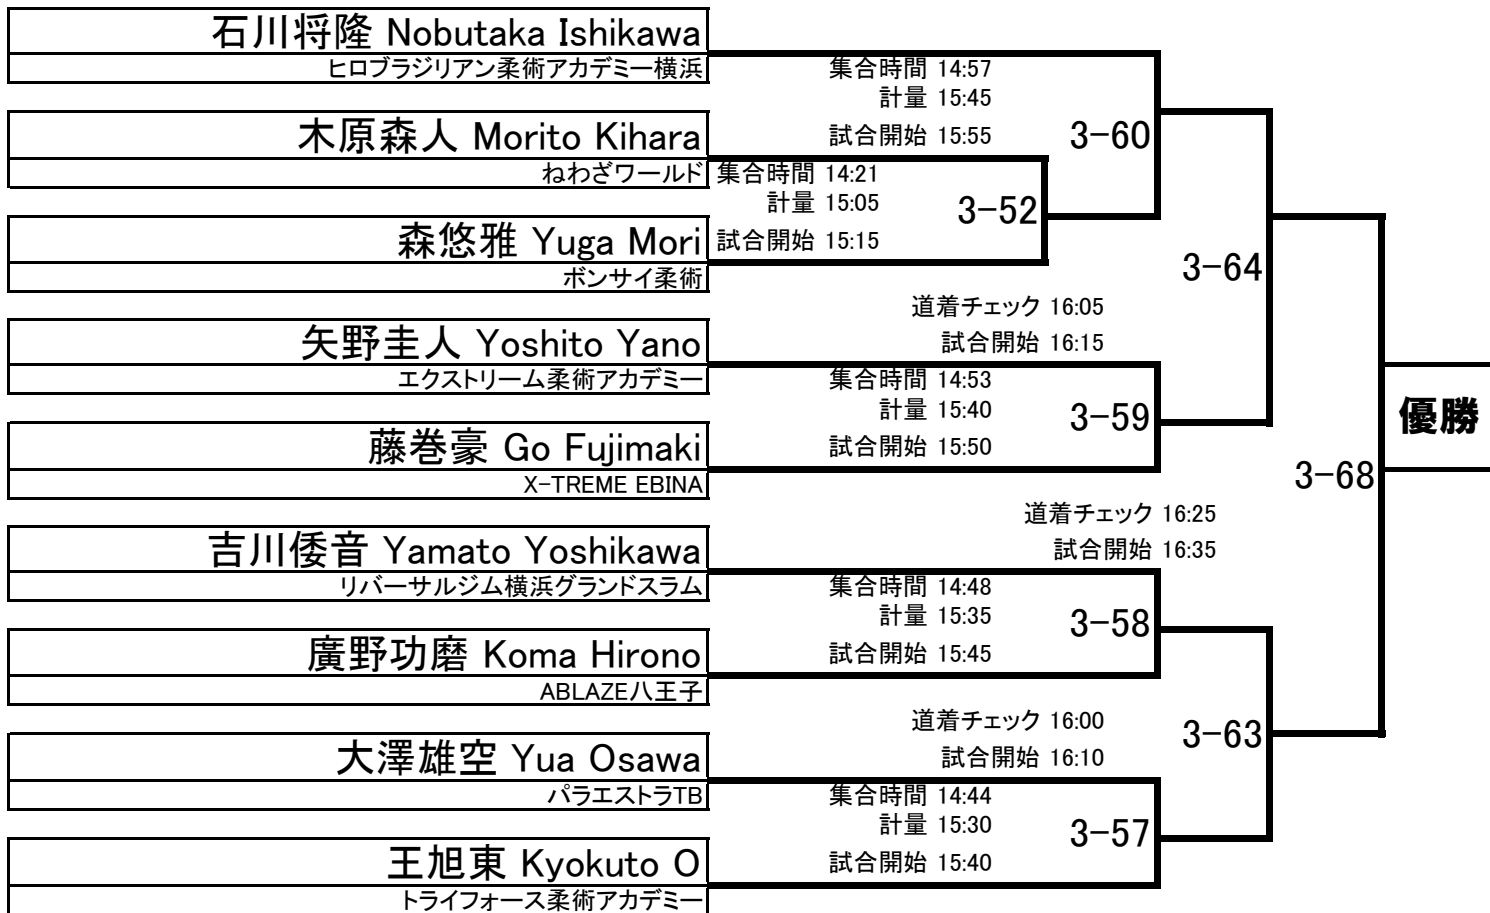 石川将隆 Nobutaka Ishikawa
ヒロブラジリアン柔術アカデミー横浜
集合時間 14:57
計量 15:45
試合開始 15:55
3-60
木原森人 Morito Kihara
ねわざワールド
集合時間 14:21
計量 15:05
試合開始 15:15
3-52
森悠雅 Yuga Mori
ボンサイ柔術
3-64
道着チェック 16:05
試合開始 16:15
矢野圭人 Yoshito Yano
エクストリーム柔術アカデミー
集合時間 14:53
計量 15:40
試合開始 15:50
3-59
優勝
藤巻豪 Go Fujimaki
X-TREME EBINA
3-68
道着チェック 16:25
試合開始 16:35
吉川倭音 Yamato Yoshikawa
リバーサルジム横浜グランドスラム
集合時間 14:48
計量 15:35
試合開始 15:45
3-58
廣野功磨 Koma Hirono
ABLAZE八王子
道着チェック 16:00
試合開始 16:10
3-63
大澤雄空 Yua Osawa
パラエストラTB
集合時間 14:44
計量 15:30
試合開始 15:40
3-57
王旭東 Kyokuto O
トライフォース柔術アカデミー